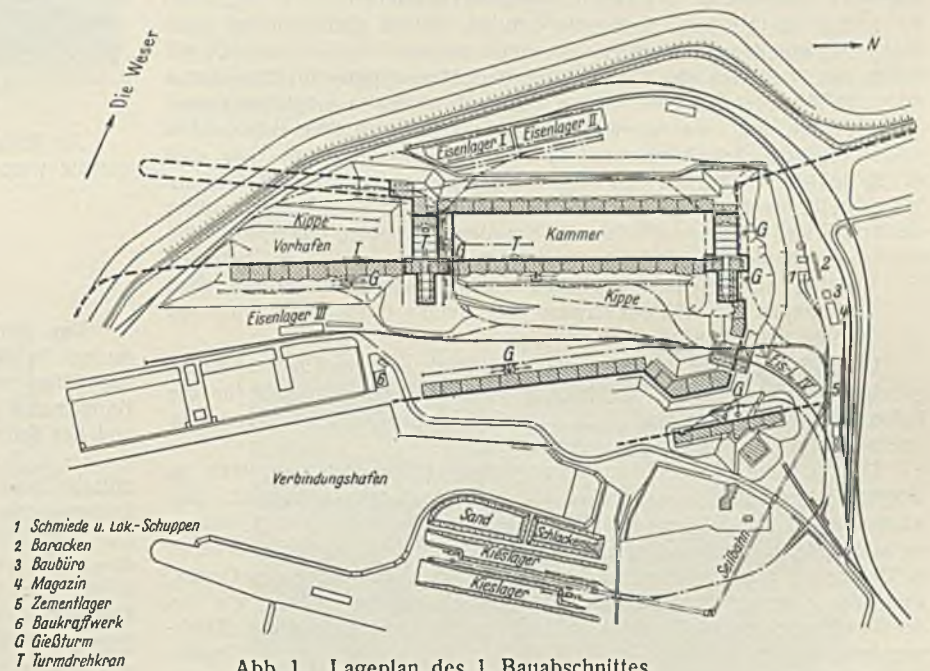 N
Die Weser
Eisenlager I
Eisenlager II
Kippe
Vorhafen
T
T
G
T
Kammer
G
G
G
Kippe
1
2
3
4
Eisenlager III
G
Eis-L. IV
5
6
G
Verbindungshafen
Sand
Schlacken
Kieslager
Kieslager
Seilbahn
1 Schmiede u. Lok.-Schuppen
2 Baracken
3 Baubüro
4 Magazin
5 Zementlager
6 Baukraftwerk
G Gießturm
T Turmdrehkran
Abb. 1. Lageplan des 1. Bauabschnittes.